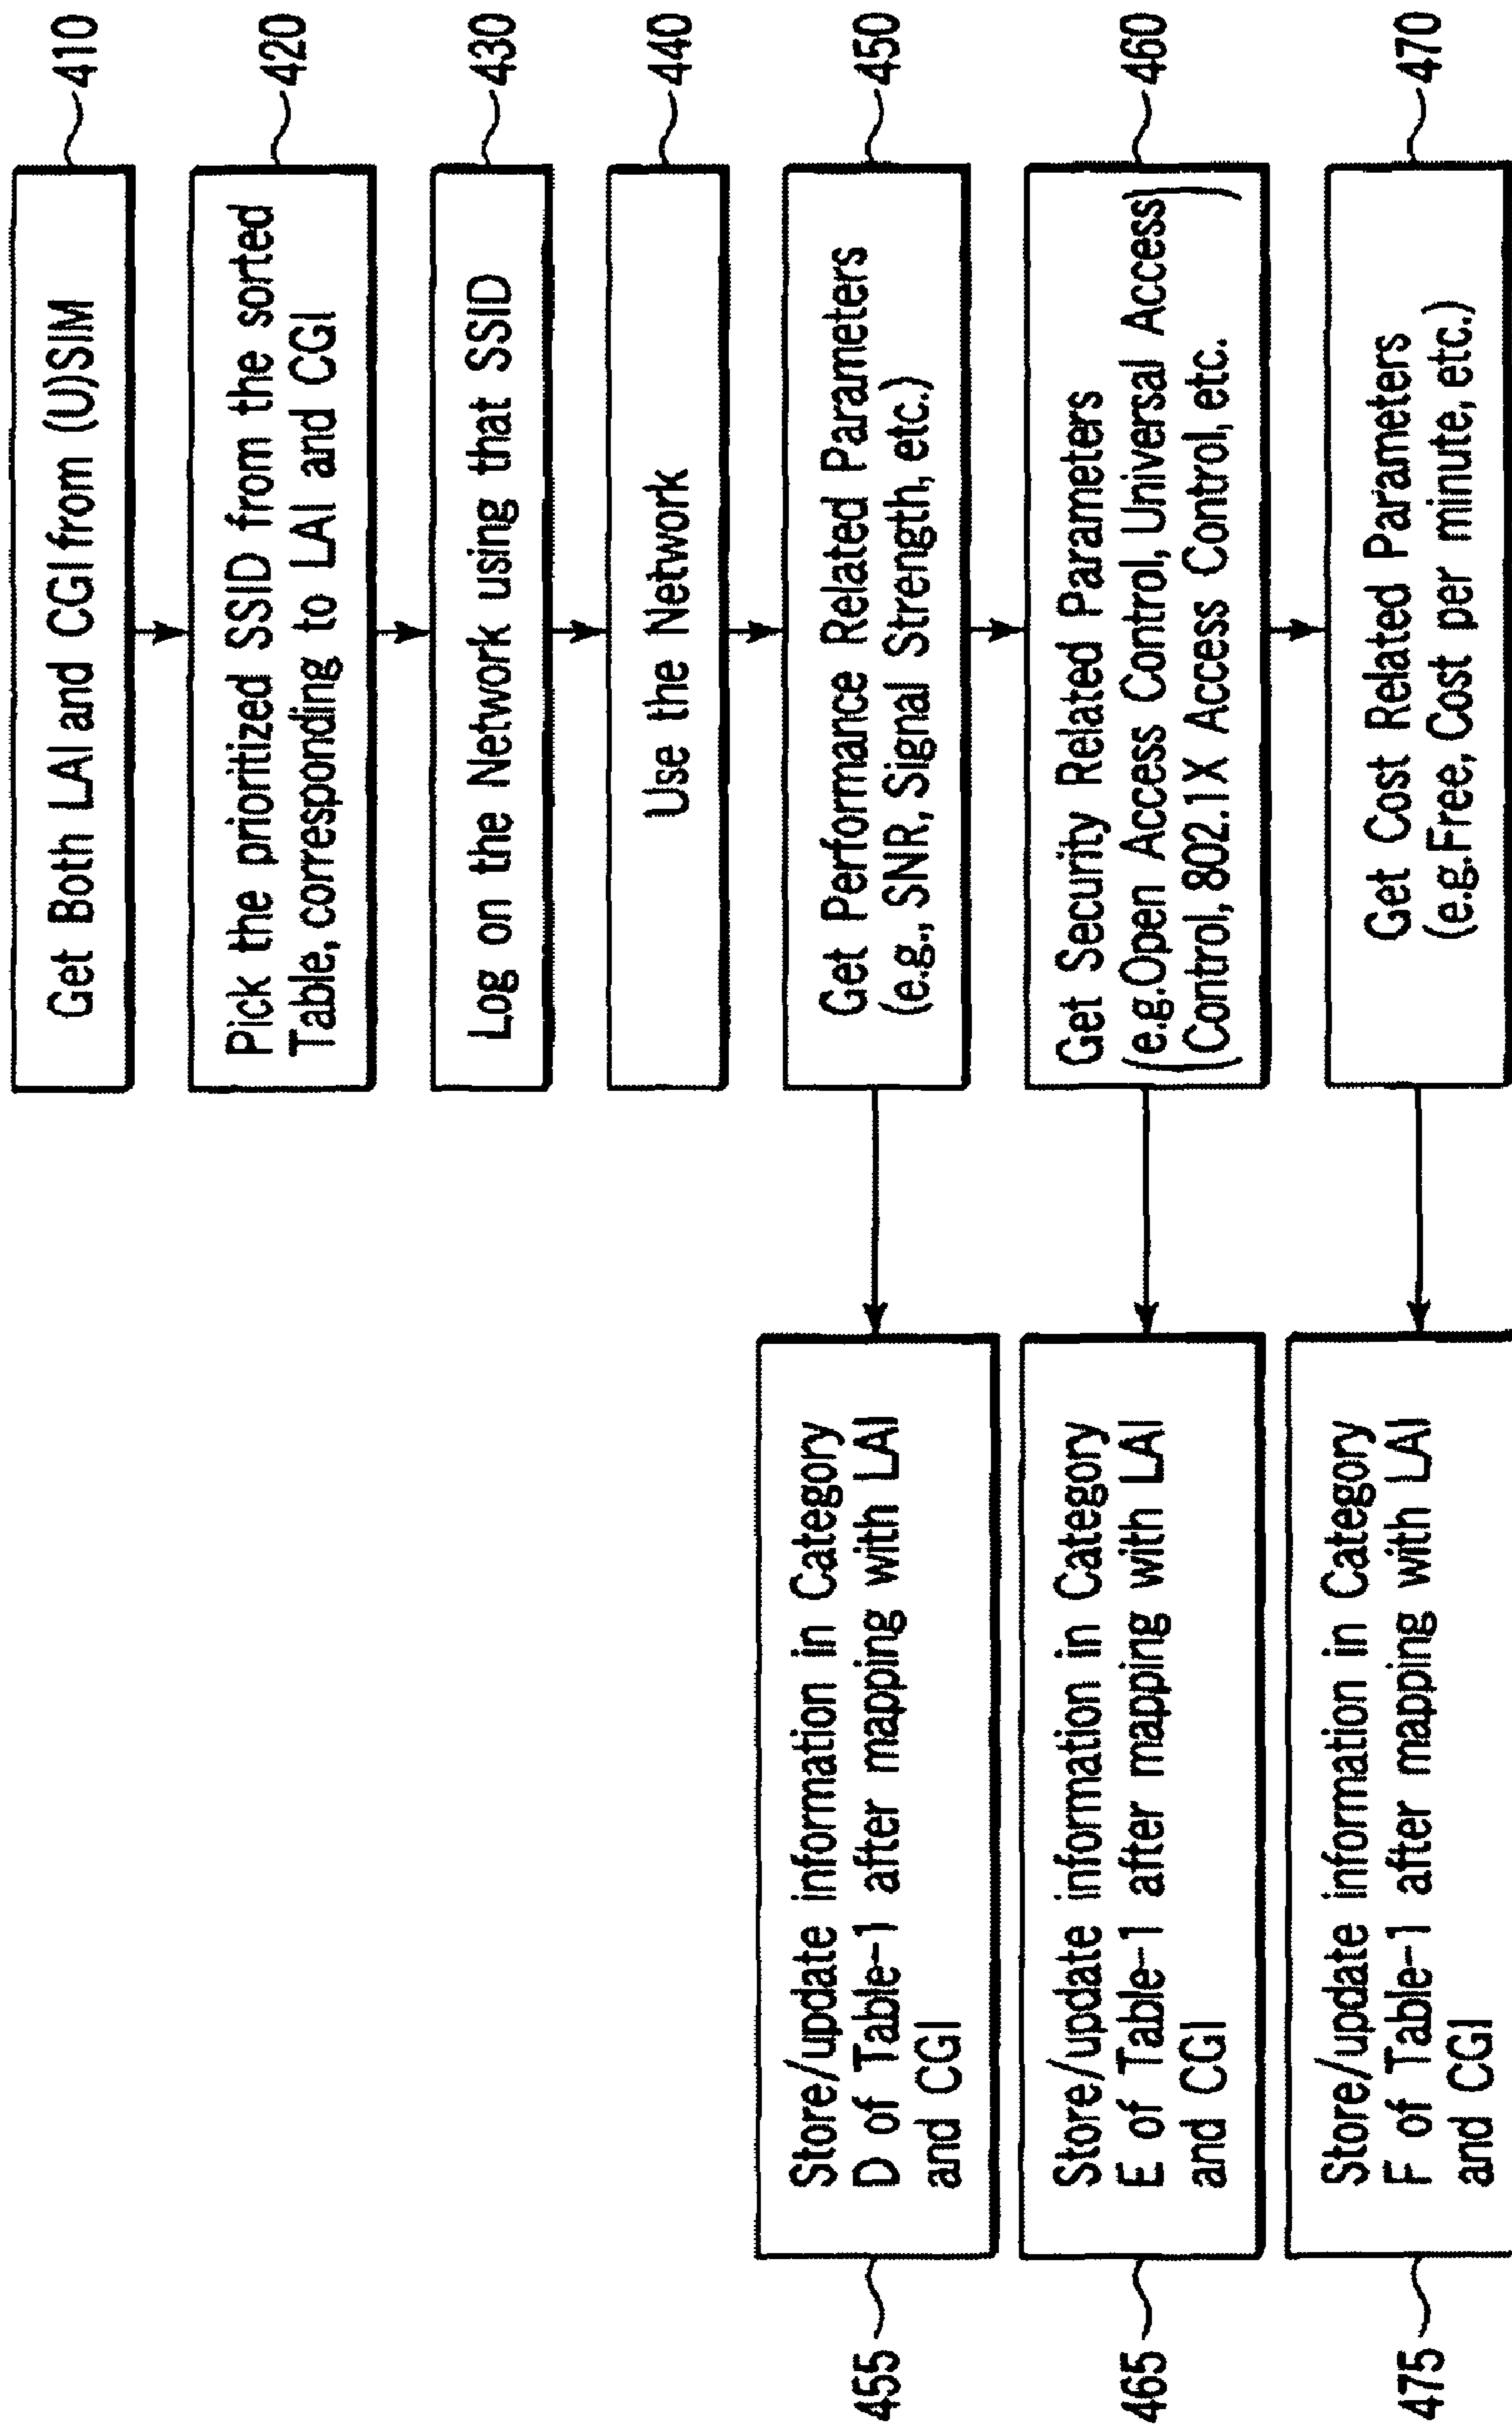 Get Both LAI and CGI from (U)SIM
410
Pick the prioritized SSID from the sorted
Table, corresponding to LAI and CGI
420
Log on the Network using that SSID
430
Use the Network
440
Get Performance Related Parameters
(e.g., SNR, Signal Strength, etc.)
450
Store/update information in Category
D of Table-1 after mapping with LAI
and CGI
455
Get Security Related Parameters
(e.g.Open Access Control, Universal Access
Control, 802.1X Access Control, etc.)
460
Store/update information in Category
E of Table-1 after mapping with LAI
and CGI
465
Get Cost Related Parameters
(e.g.Free, Cost per minute, etc.)
470
Store/update information in Category
F of Table-1 after mapping with LAI
and CGI
475